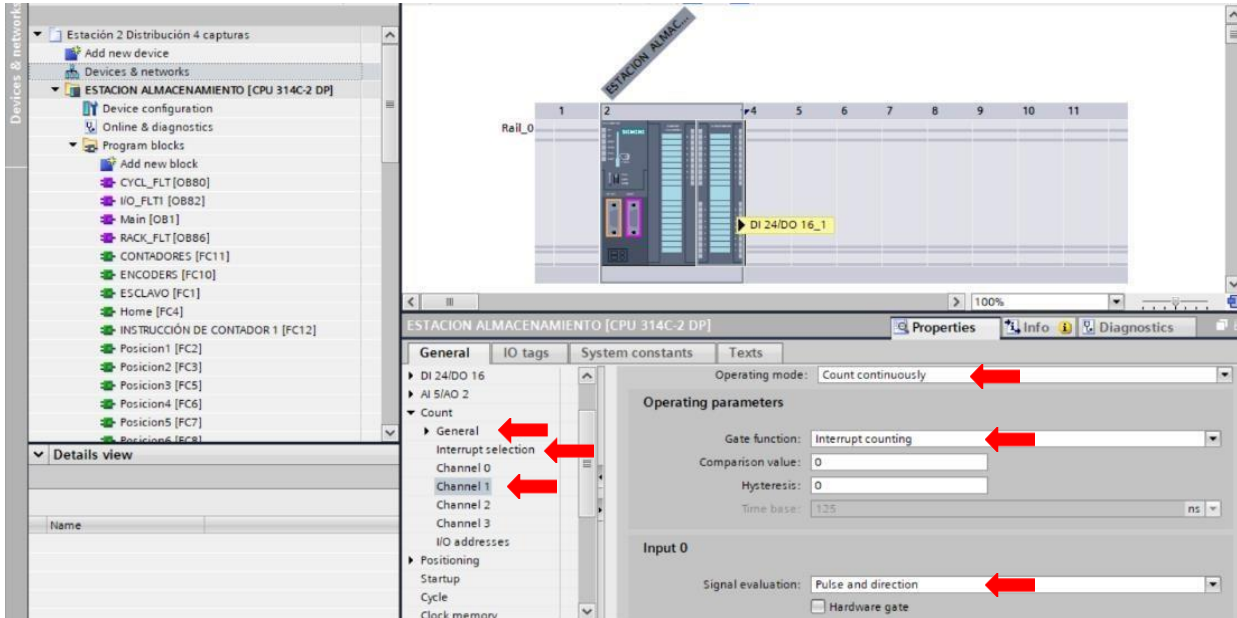 Devices & networks
Estación 2 Distribución 4 capturas
Add new device
Devices & networks
ESTACION ALMACENAMIENTO [CPU 314C-2 DP]
Device configuration
Online & diagnostics
Program blocks
Add new block
CYCL_FLT [OB80]
I/O_FLT1 [OB82]
Main [OB1]
RACK_FLT [OB86]
CONTADORES [FC11]
ENCODERS [FC10]
ESCLAVO [FC1]
Home [FC4]
INSTRUCCIÓN DE CONTADOR 1 [FC12]
Posicion1 [FC2]
Posicion2 [FC3]
Posicion3 [FC5]
Posicion4 [FC6]
Posicion5 [FC7]
Posicion6 [FC8]
Details view
Name
ESTACION ALMAC...
1 2 4 5 6 7 8 9 10 11
Rail_0
SIEMENS
DI 24/DO 16_1
100%
ESTACION ALMACENAMIENTO [CPU 314C-2 DP]
Properties
Info
Diagnostics
General
IO tags
System constants
Texts
DI 24/DO 16
AI 5/AO 2
Count
General
Interrupt selection
Channel 0
Channel 1
Channel 2
Channel 3
I/O addresses
Positioning
Startup
Cycle
Clock memory
Operating mode: Count continuously
Operating parameters
Gate function: Interrupt counting
Comparison value: 0
Hysteresis: 0
Time base: 125 ns
Input 0
Signal evaluation: Pulse and direction
Hardware gate